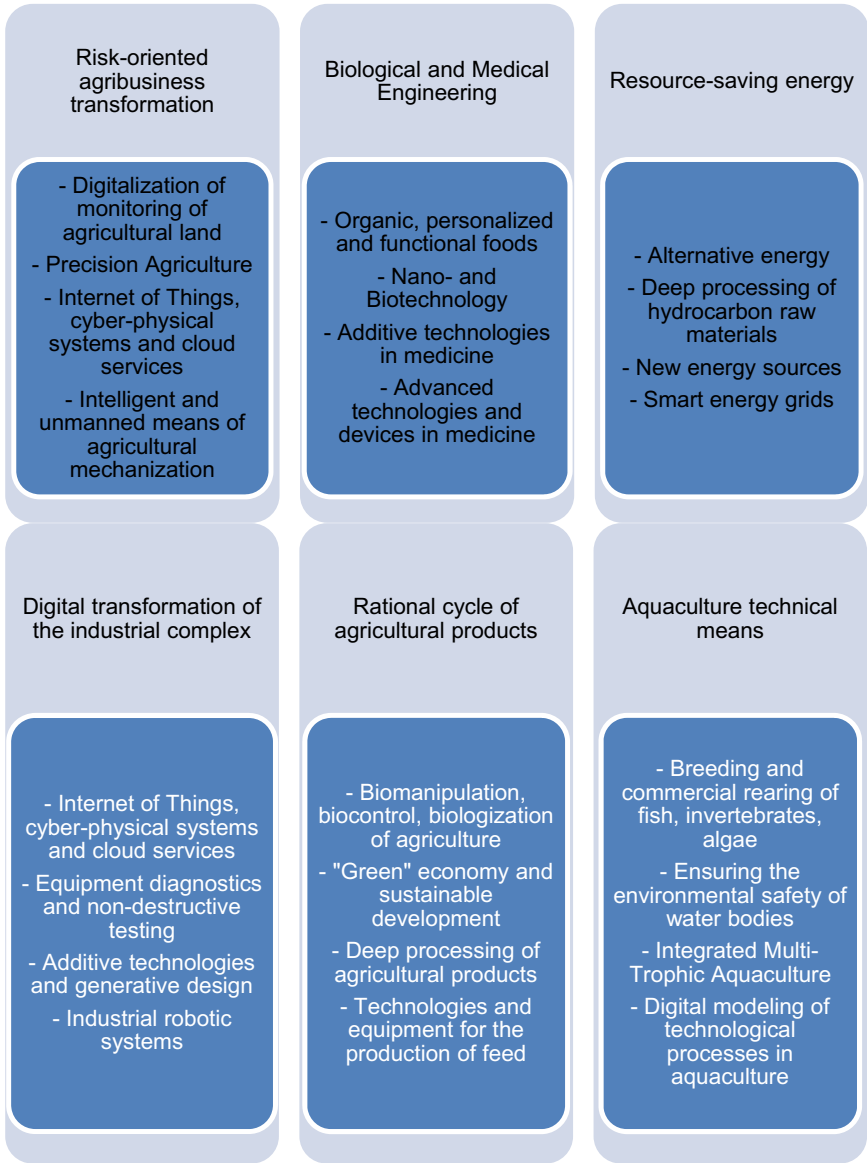 Risk-oriented
agribusiness
transformation
- Digitalization of
monitoring of
agricultural land
- Precision Agriculture
- Internet of Things,
cyber-physical
systems and cloud
services
- Intelligent and
unmanned means of
agricultural
mechanization
Biological and Medical
Engineering
- Organic, personalized
and functional foods
- Nano- and
Biotechnology
- Additive technologies
in medicine
- Advanced
technologies and
devices in medicine
Resource-saving energy
- Alternative energy
- Deep processing of
hydrocarbon raw
materials
- New energy sources
- Smart energy grids
Digital transformation of
the industrial complex
- Internet of Things,
cyber-physical systems
and cloud services
- Equipment diagnostics
and non-destructive
testing
- Additive technologies
and generative design
- Industrial robotic
systems
Rational cycle of
agricultural products
- Biomanipulation,
biocontrol, biologization
of agriculture
- "Green" economy and
sustainable
development
- Deep processing of
agricultural products
- Technologies and
equipment for the
production of feed
Aquaculture technical
means
- Breeding and
commercial rearing of
fish, invertebrates,
algae
- Ensuring the
environmental safety of
water bodies
- Integrated Multi-
Trophic Aquaculture
- Digital modeling of
technological
processes in
aquaculture